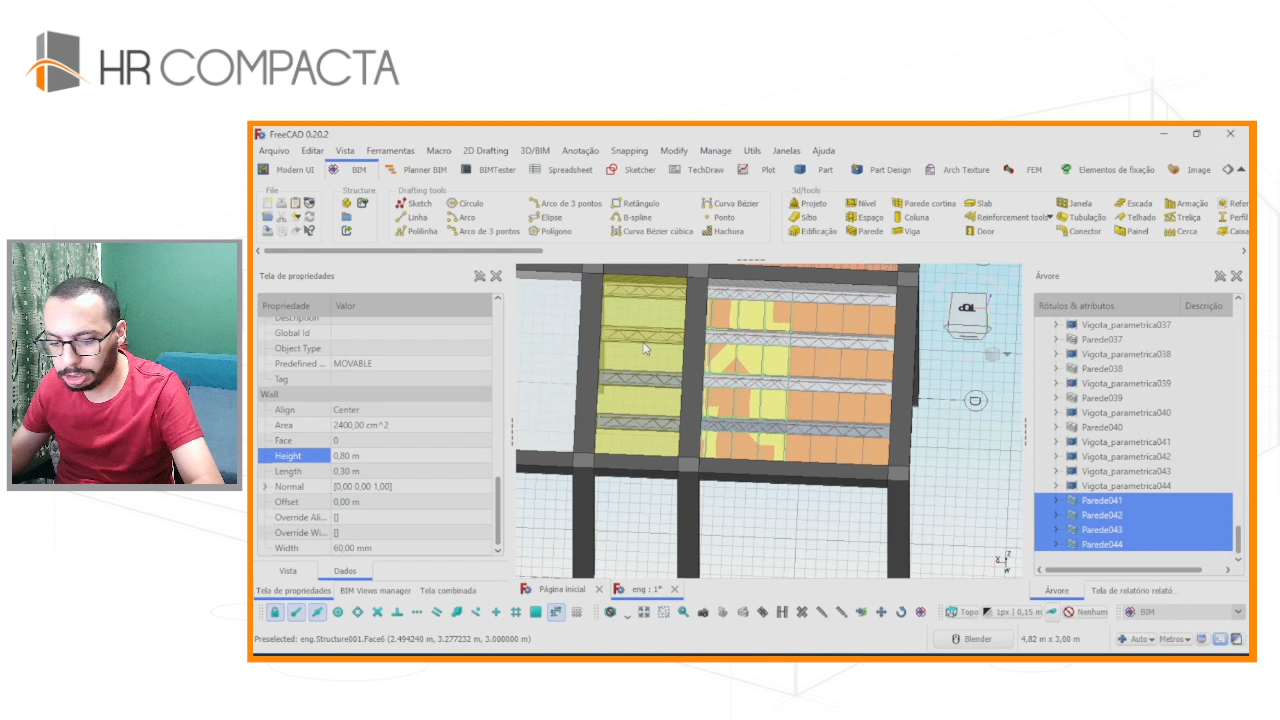 HR COMPACTA
FreeCAD 0.20.2
Arquivo Editar Vista Ferramentas Macro 2D Drafting 3D/BIM Anotação Snapping Modify Manage Utils Janelas Ajuda
Modern UI BIM Planner BIM BIMTester Spreadsheet Sketcher TechDraw Plot Part Part Design Arch Texture FEM Elementos de fixação Image
File Structure Drafting tools 3d/tools
Sketch Círculo Arco de 3 pontos Retângulo Curva Bézier Projeto Nível Parede cortina Slab Janela Escada Armação Refer
Linha Arco Elipse B-spline Ponto Sítio Espaço Coluna Reinforcement tools Tubulação Telhado Treliça Perfil
Polilinha Arco de 3 pontos Polígono Curva Bézier cúbica Hachura Edificação Parede Viga Door Conector Painel Cerca Caixa
Tela de propriedades
Propriedade Valor
Description
Global Id
Object Type
Predefined ... MOVABLE
Tag
Wall
Align Center
Area 2400,00 cm^2
Face 0
Height 0,80 m
Length 0,30 m
Normal [0,00 0,00 1,00]
Offset 0,00 m
Override Ali... []
Override Wi... []
Width 60,00 mm
Vista Dados
Tela de propriedades BIM Views manager Tela combinada
TOP
D
Página inicial eng : 1*
Árvore
Rótulos & atributos Descrição
Vigota_parametrica037
Parede037
Vigota_parametrica038
Parede038
Vigota_parametrica039
Parede039
Vigota_parametrica040
Parede040
Vigota_parametrica041
Vigota_parametrica042
Vigota_parametrica043
Vigota_parametrica044
Parede041
Parede042
Parede043
Parede044
Árvore Tela de relatório relató...
Topo 1px | 0,15 m Nenhum BIM
Preselected: eng.Structure001.Face6 (2.494240 m, 3.277232 m, 3.000000 m) Blender 4,82 m x 3,00 m Auto Metros